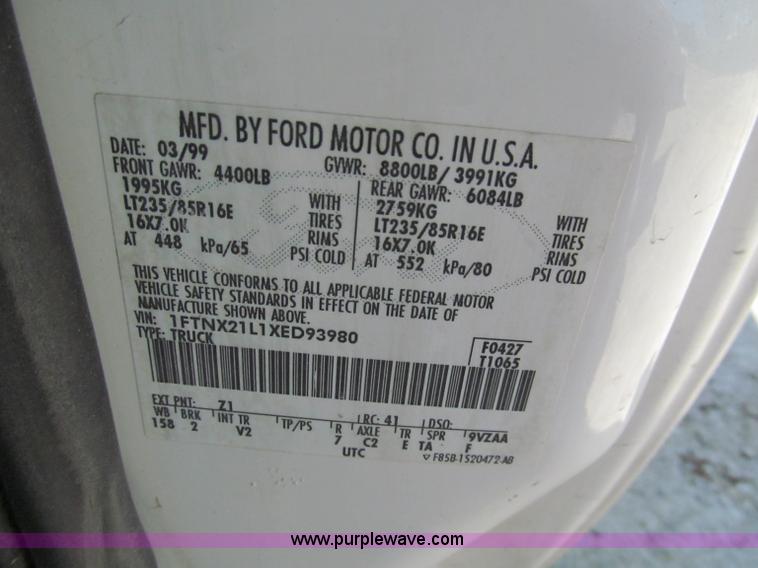 MFD. BY FORD MOTOR CO. IN U.S.A.
DATE: 03/99 GVWR: 8800LB/ 3991KG
FRONT GAWR: 4400LB REAR GAWR: 6084LB
1995KG WITH 2759KG WITH
LT235/85R16E TIRES LT235/85R16E TIRES
16X7.0K RIMS 16X7.0K RIMS
AT 448 kPa/65 PSI COLD AT 552 kPa/80 PSI COLD
THIS VEHICLE CONFORMS TO ALL APPLICABLE FEDERAL MOTOR
VEHICLE SAFETY STANDARDS IN EFFECT ON THE DATE OF
MANUFACTURE SHOWN ABOVE.
VIN: 1FTNX21L1XED93980
TYPE: TRUCK
F0427
T1065
EXT PNT: Z1 RC: 41 DSO:
WB BRK INT TR TP/PS R AXLE TR SPR 9VZAA
158 2 V2 7 C2 E TA F
UTC ▽ F85B-1520472-AB
www.purplewave.com